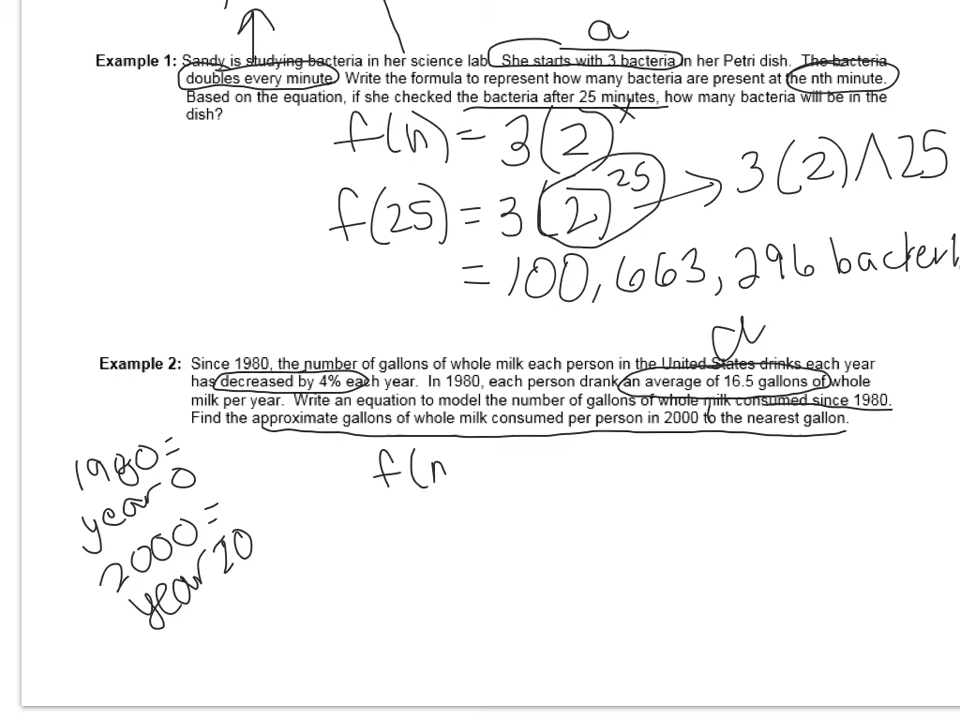 a
Example 1: Sandy is studying bacteria in her science lab. She starts with 3 bacteria in her Petri dish. The bacteria
doubles every minute. Write the formula to represent how many bacteria are present at the nth minute.
Based on the equation, if she checked the bacteria after 25 minutes, how many bacteria will be in the
dish?
f(n) = 3(2)^x
f(25) = 3(2)^25 → 3(2)^25
= 100,663,296 bacteri
a
Example 2: Since 1980, the number of gallons of whole milk each person in the United States drinks each year
has decreased by 4% each year. In 1980, each person drank an average of 16.5 gallons of whole
milk per year. Write an equation to model the number of gallons of whole milk consumed since 1980.
Find the approximate gallons of whole milk consumed per person in 2000 to the nearest gallon.
f(n
1980 =
year 0
2000 =
year 20